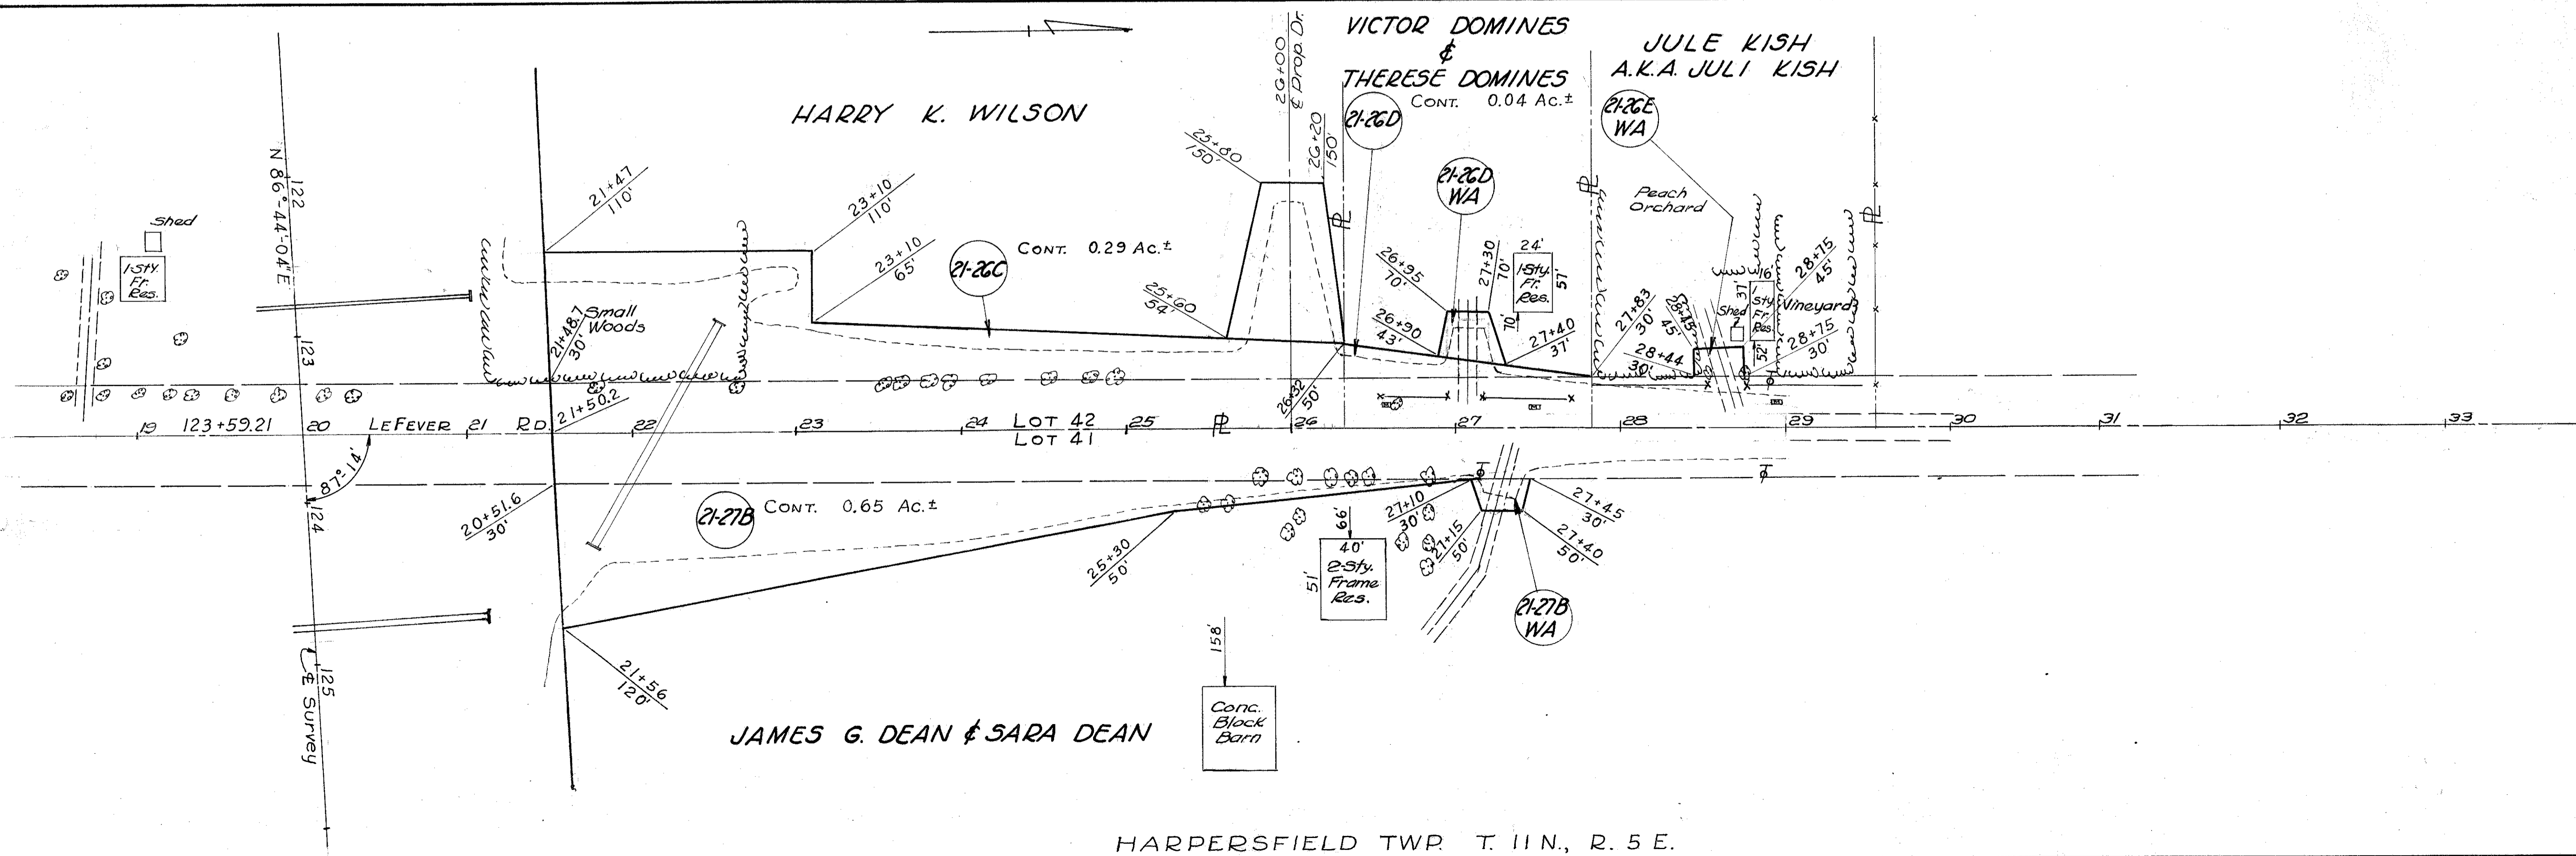 VICTOR DOMINES
&
THERESE DOMINES
CONT. 0.04 Ac.±
JULE KISH
A.K.A. JULI KISH
HARRY K. WILSON
26+00
℄ Drop Dr.
26+20
150'
25+80
150'
21-26D
21-26E
WA
21-26D
WA
N 86°-44'-04"E
122
123
124
125
℄ Survey
Shed
1-Sty.
Fr.
Res.
21+47
110'
23+10
110'
23+10
65'
21-26C
CONT. 0.29 Ac.±
25+60
54'
26+95
70'
26+90
43'
27+30
70'
24'
1-Sty.
Fr.
Res.
57'
70'
27+40
37'
Peach
Orchard
27+83
30'
28+45
45'
28+44
30'
Shed
37'
16'
1
Sty
Fr.
Res.
52'
Vineyard
28+75
45'
28+75
30'
Small
Woods
21+48.7
30'
21+50.2
26+32
50'
19 123+59.21 20 LEFEVER 21 RD. 22 23 24 LOT 42 25 ℙL 26 27 28 29 30 31 32 33
LOT 41
87°-14'
20+51.6
30'
21-27B
CONT. 0.65 Ac.±
25+30
50'
66'
40'
51'
2-Sty.
Frame
Res.
27+10
30'
27+15
50'
27+45
30'
27+40
50'
21-27B
WA
21+56
120'
158'
Conc.
Block
Barn
JAMES G. DEAN & SARA DEAN
HARPERSFIELD TWP. T. 11 N., R. 5 E.